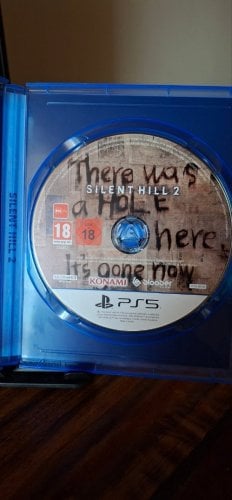 There was
SILENT HILL 2
a HOLE
here.
It's gone now
18
18
KONAMI
bloober
PS5
SILENT HILL 2